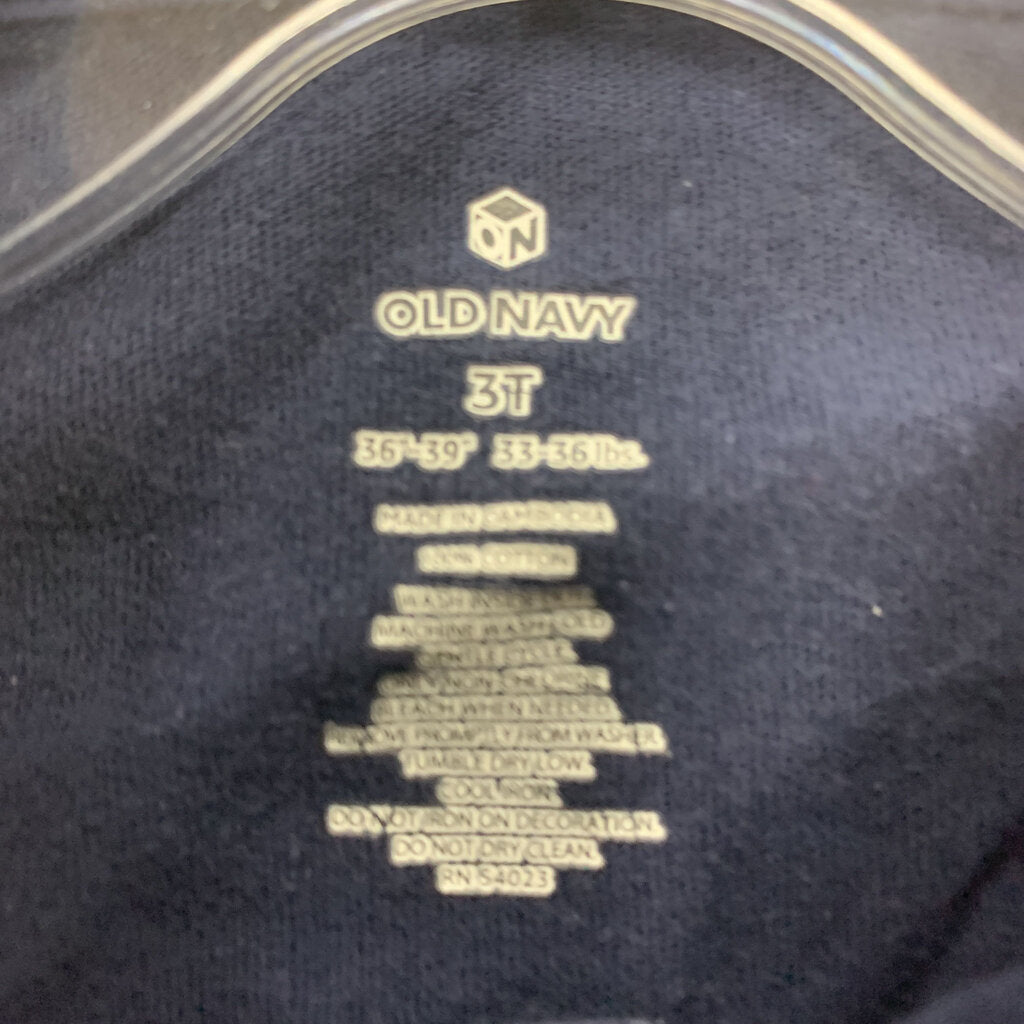 ON
OLD NAVY
3T
36"-39" 33-36 lbs.
MADE IN CAMBODIA
100% COTTON
WASH INSIDE OUT
MACHINE WASH COLD
GENTLE CYCLE
ONLY NON-CHLORINE
BLEACH WHEN NEEDED
REMOVE PROMPTLY FROM WASHER
TUMBLE DRY LOW
COOL IRON
DO NOT IRON ON DECORATION
DO NOT DRY CLEAN
RN 54023